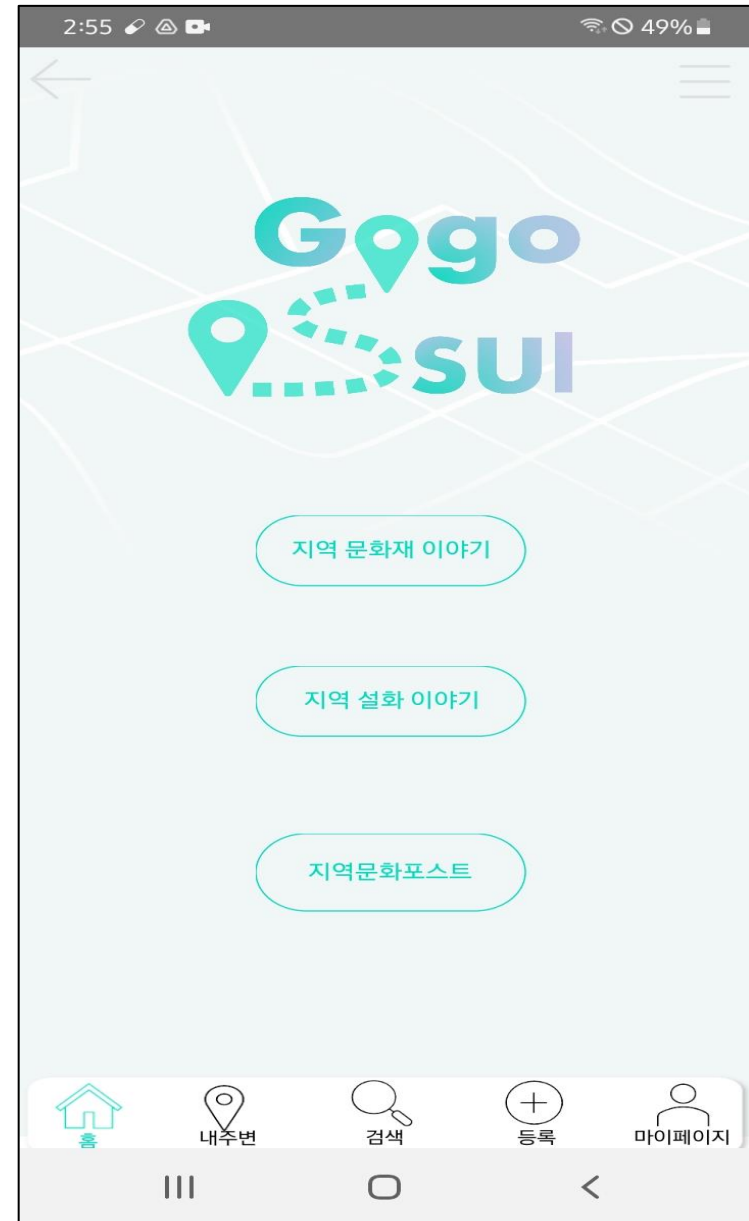 2:55 49%
Gogo
Ssul
지역 문화재 이야기
지역 설화 이야기
지역문화포스트
홈 내주변 검색 등록 마이페이지